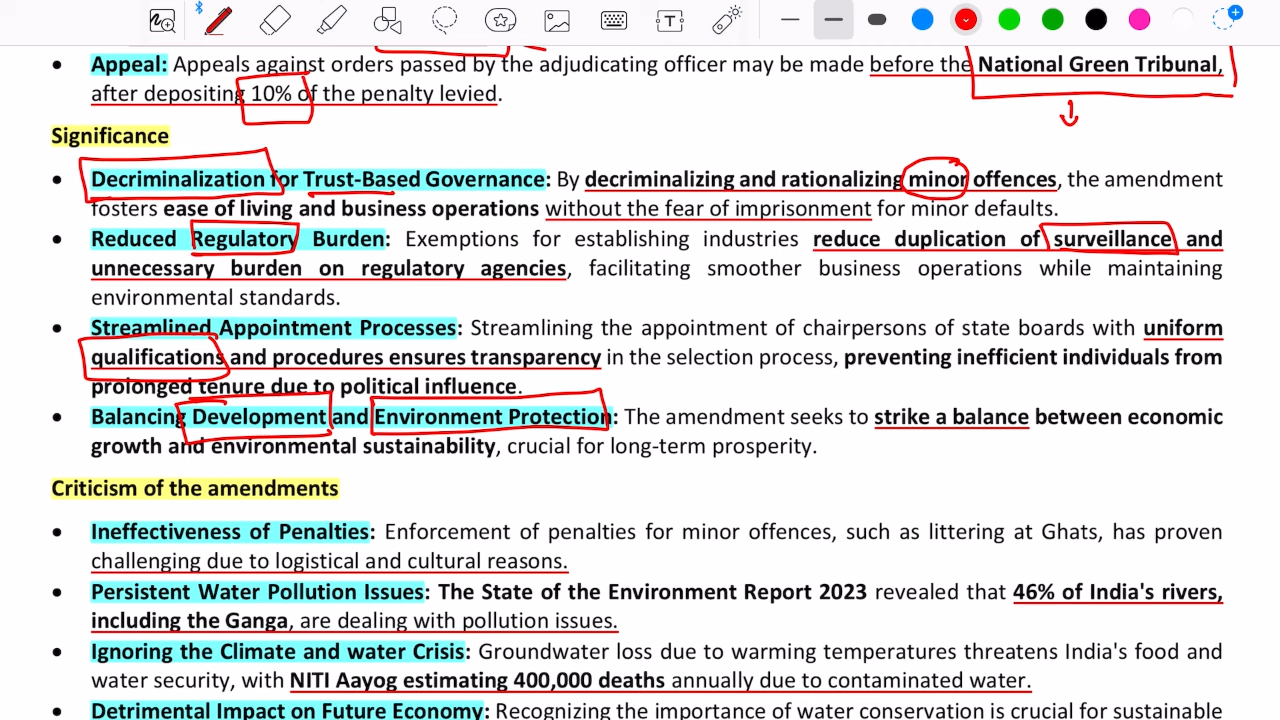 • Appeal: Appeals against orders passed by the adjudicating officer may be made before the National Green Tribunal,
after depositing 10% of the penalty levied.
Significance
• Decriminalization for Trust-Based Governance: By decriminalizing and rationalizing minor offences, the amendment
fosters ease of living and business operations without the fear of imprisonment for minor defaults.
• Reduced Regulatory Burden: Exemptions for establishing industries reduce duplication of surveillance and
unnecessary burden on regulatory agencies, facilitating smoother business operations while maintaining
environmental standards.
• Streamlined Appointment Processes: Streamlining the appointment of chairpersons of state boards with uniform
qualifications and procedures ensures transparency in the selection process, preventing inefficient individuals from
prolonged tenure due to political influence.
• Balancing Development and Environment Protection: The amendment seeks to strike a balance between economic
growth and environmental sustainability, crucial for long-term prosperity.
Criticism of the amendments
• Ineffectiveness of Penalties: Enforcement of penalties for minor offences, such as littering at Ghats, has proven
challenging due to logistical and cultural reasons.
• Persistent Water Pollution Issues: The State of the Environment Report 2023 revealed that 46% of India's rivers,
including the Ganga, are dealing with pollution issues.
• Ignoring the Climate and water Crisis: Groundwater loss due to warming temperatures threatens India's food and
water security, with NITI Aayog estimating 400,000 deaths annually due to contaminated water.
• Detrimental Impact on Future Economy: Recognizing the importance of water conservation is crucial for sustainable